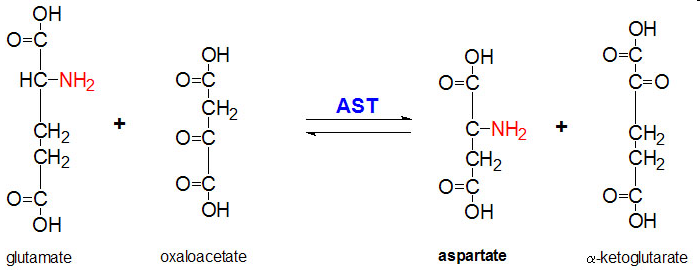 OH
O=C
HC–NH₂
CH₂
CH₂
O=C
OH
glutamate
+
OH
O=C
CH₂
O=C
O=C
OH
oxaloacetate
AST
OH
O=C
C–NH₂
CH₂
O=C
OH
aspartate
+
OH
O=C
C=O
CH₂
CH₂
O=C
OH
α-ketoglutarate